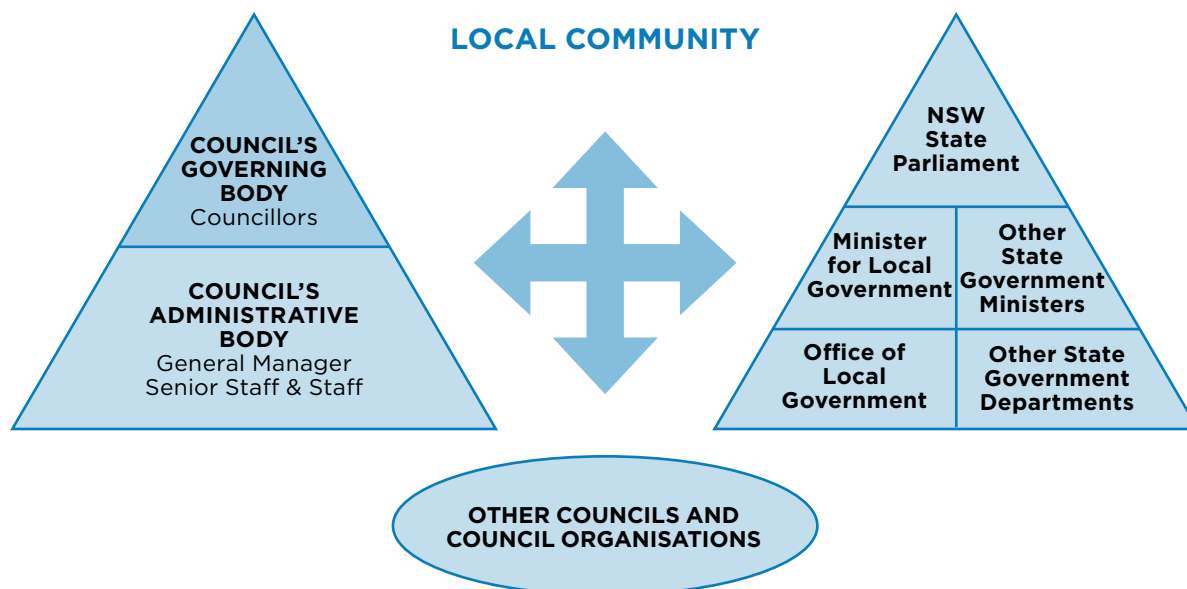 LOCAL COMMUNITY
COUNCIL'S
GOVERNING
BODY
Councillors
COUNCIL'S
ADMINISTRATIVE
BODY
General Manager
Senior Staff & Staff
NSW
State
Parliament
Minister
for Local
Government
Other
State
Government
Ministers
Office of
Local
Government
Other State
Government
Departments
OTHER COUNCILS AND
COUNCIL ORGANISATIONS